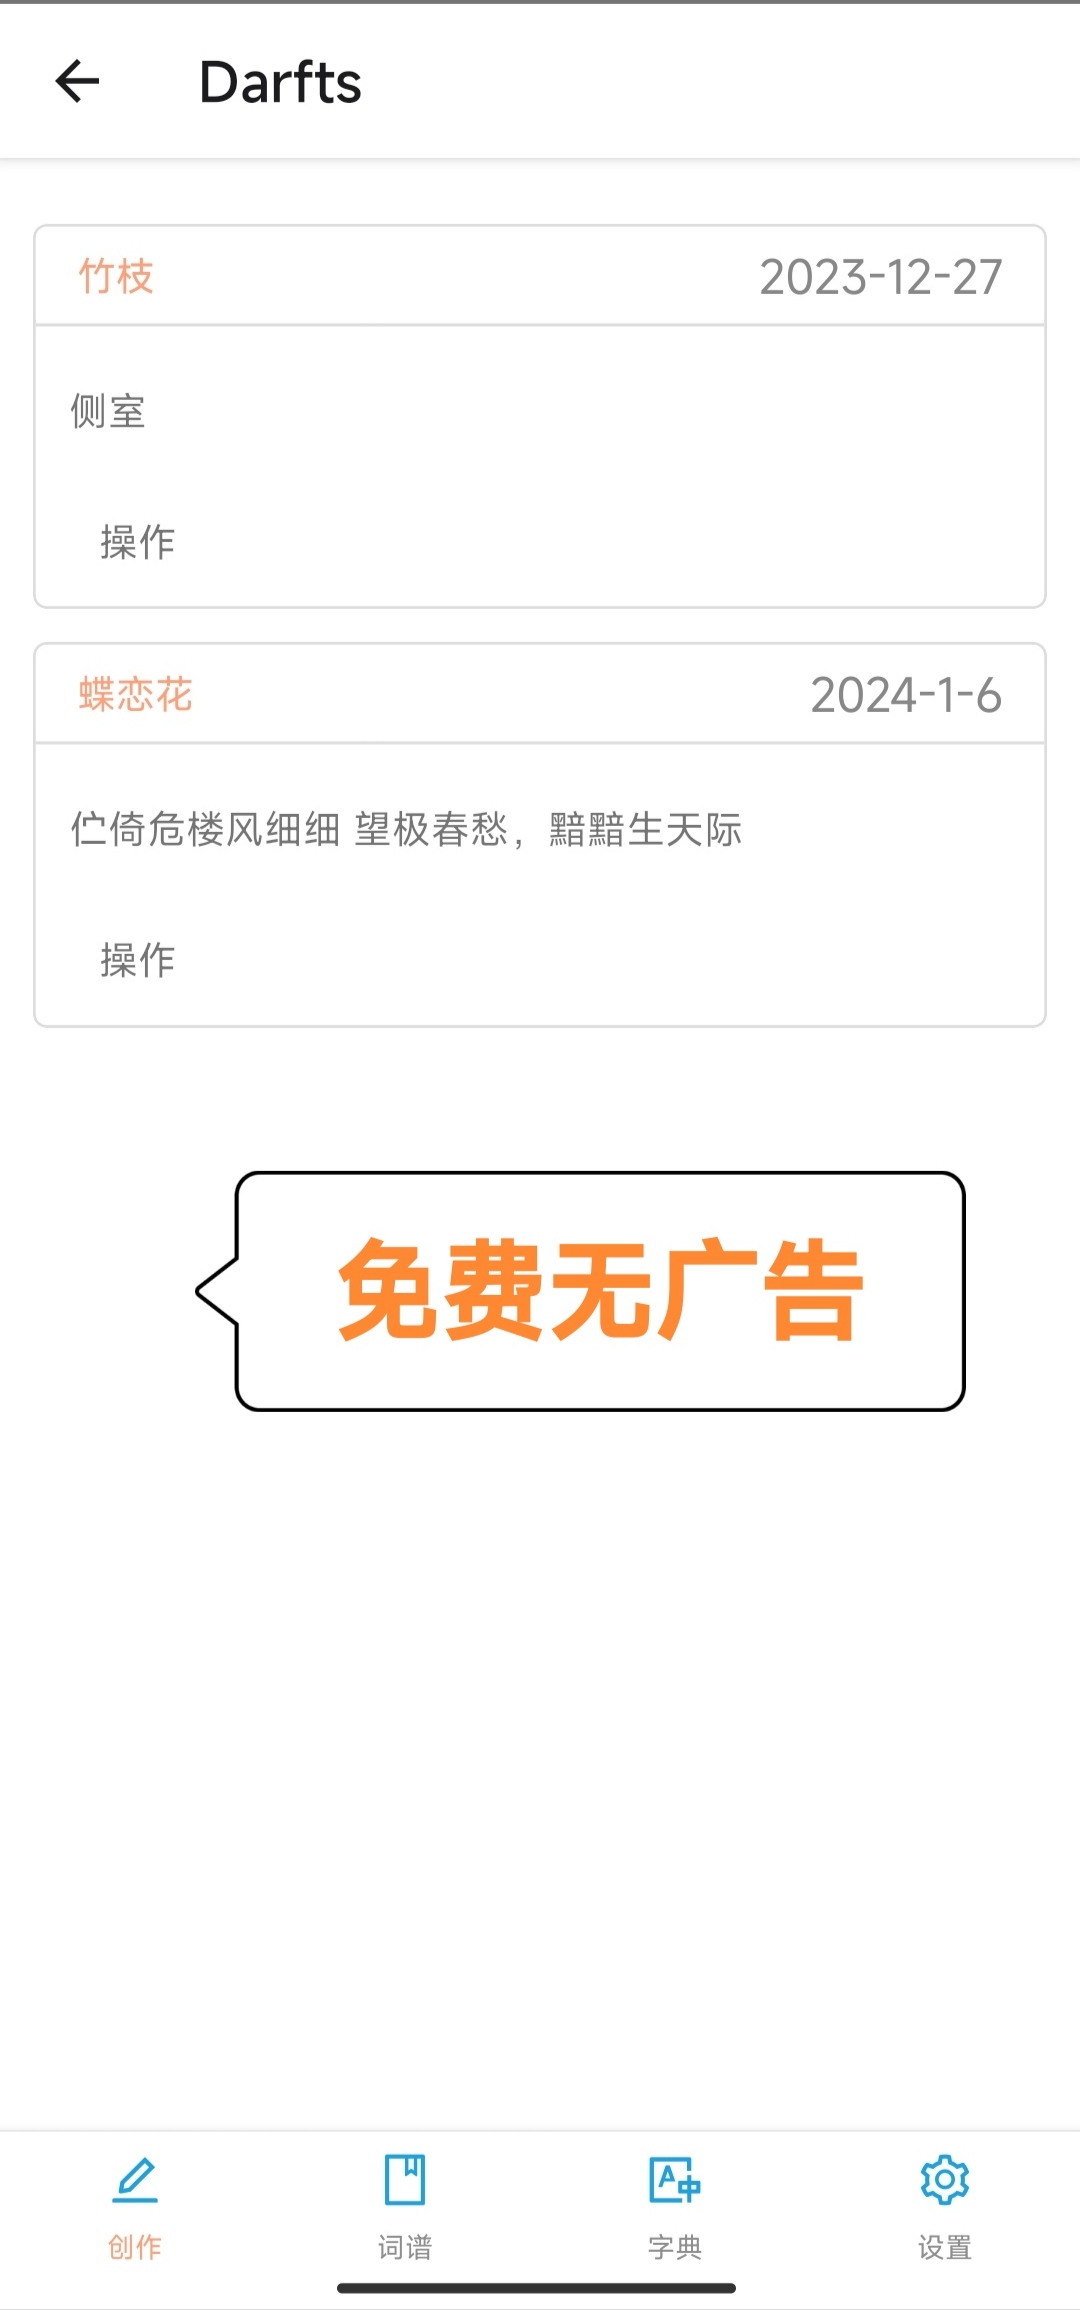 Darfts
竹枝 2023-12-27
侧室
操作
蝶恋花 2024-1-6
伫倚危楼风细细 望极春愁，黯黯生天际
操作
免费无广告
创作 词谱 字典 设置